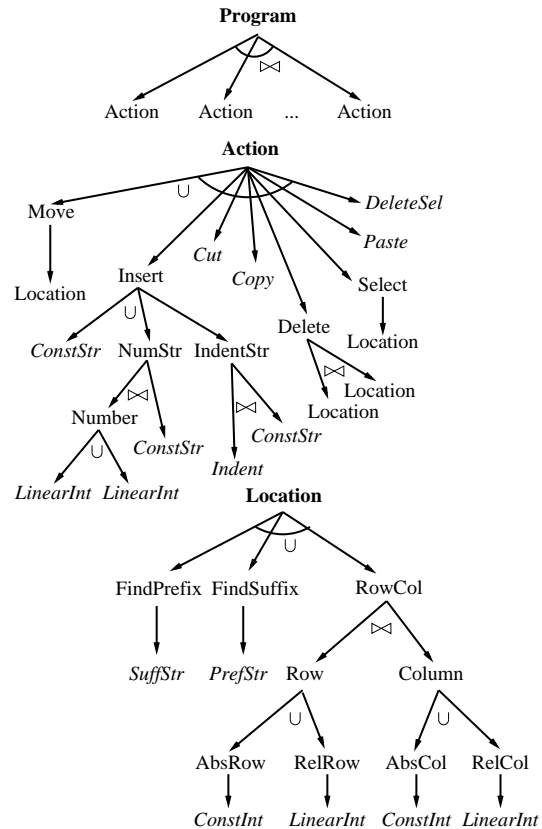 Program
⋈
Action Action ... Action
Action
∪
DeleteSel
Move
Paste
Cut
Copy
Insert
Select
Location
∪
Delete
Location
ConstStr NumStr IndentStr
⋈
Location
Location
⋈
⋈
Number
ConstStr
ConstStr
∪
Indent
LinearInt LinearInt
Location
∪
FindPrefix FindSuffix RowCol
⋈
SuffStr PrefStr Row Column
∪ ∪
AbsRow RelRow AbsCol RelCol
ConstInt LinearInt ConstInt LinearInt